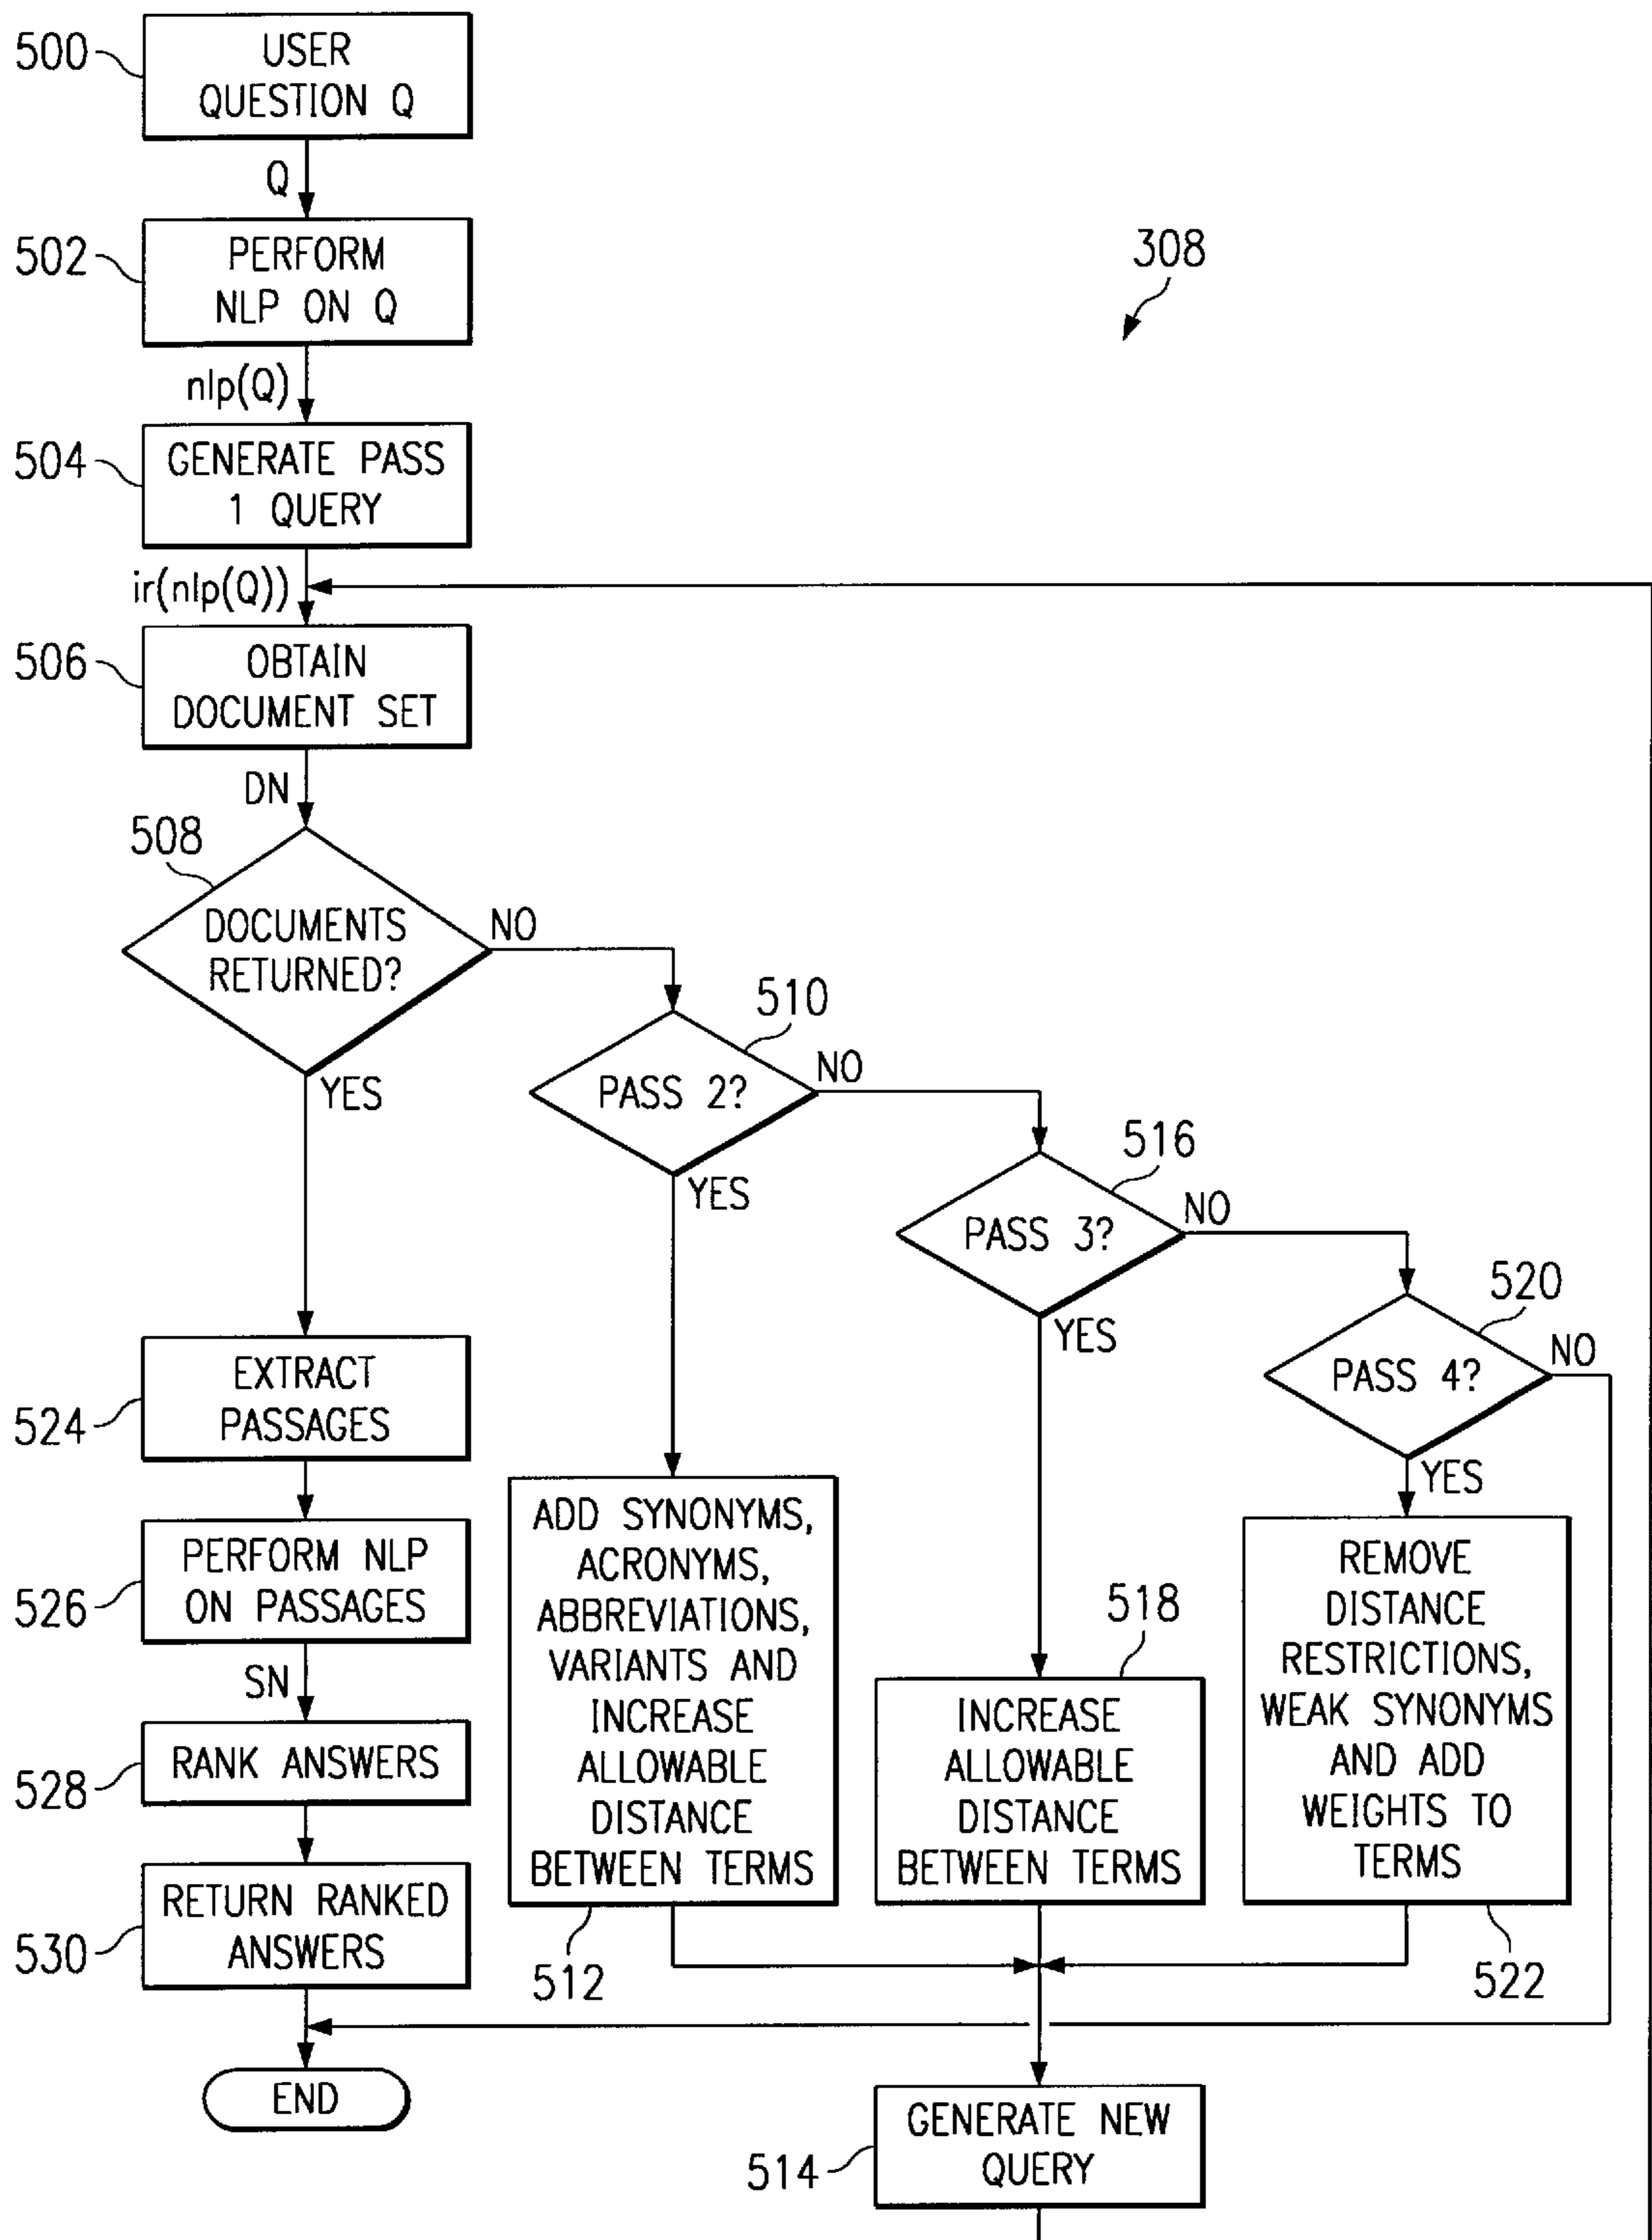 500
USER
QUESTION Q
Q
502
PERFORM
NLP ON Q
308
nlp(Q)
504
GENERATE PASS
1 QUERY
ir(nlp(Q))
506
OBTAIN
DOCUMENT SET
DN
508
DOCUMENTS
RETURNED?
NO
YES
510
PASS 2?
NO
YES
516
PASS 3?
NO
YES
520
PASS 4?
NO
YES
524
EXTRACT
PASSAGES
526
PERFORM NLP
ON PASSAGES
SN
528
RANK ANSWERS
530
RETURN RANKED
ANSWERS
END
ADD SYNONYMS,
ACRONYMS,
ABBREVIATIONS,
VARIANTS AND
INCREASE
ALLOWABLE
DISTANCE
BETWEEN TERMS
512
518
INCREASE
ALLOWABLE
DISTANCE
BETWEEN TERMS
REMOVE
DISTANCE
RESTRICTIONS,
WEAK SYNONYMS
AND ADD
WEIGHTS TO
TERMS
522
514
GENERATE NEW
QUERY